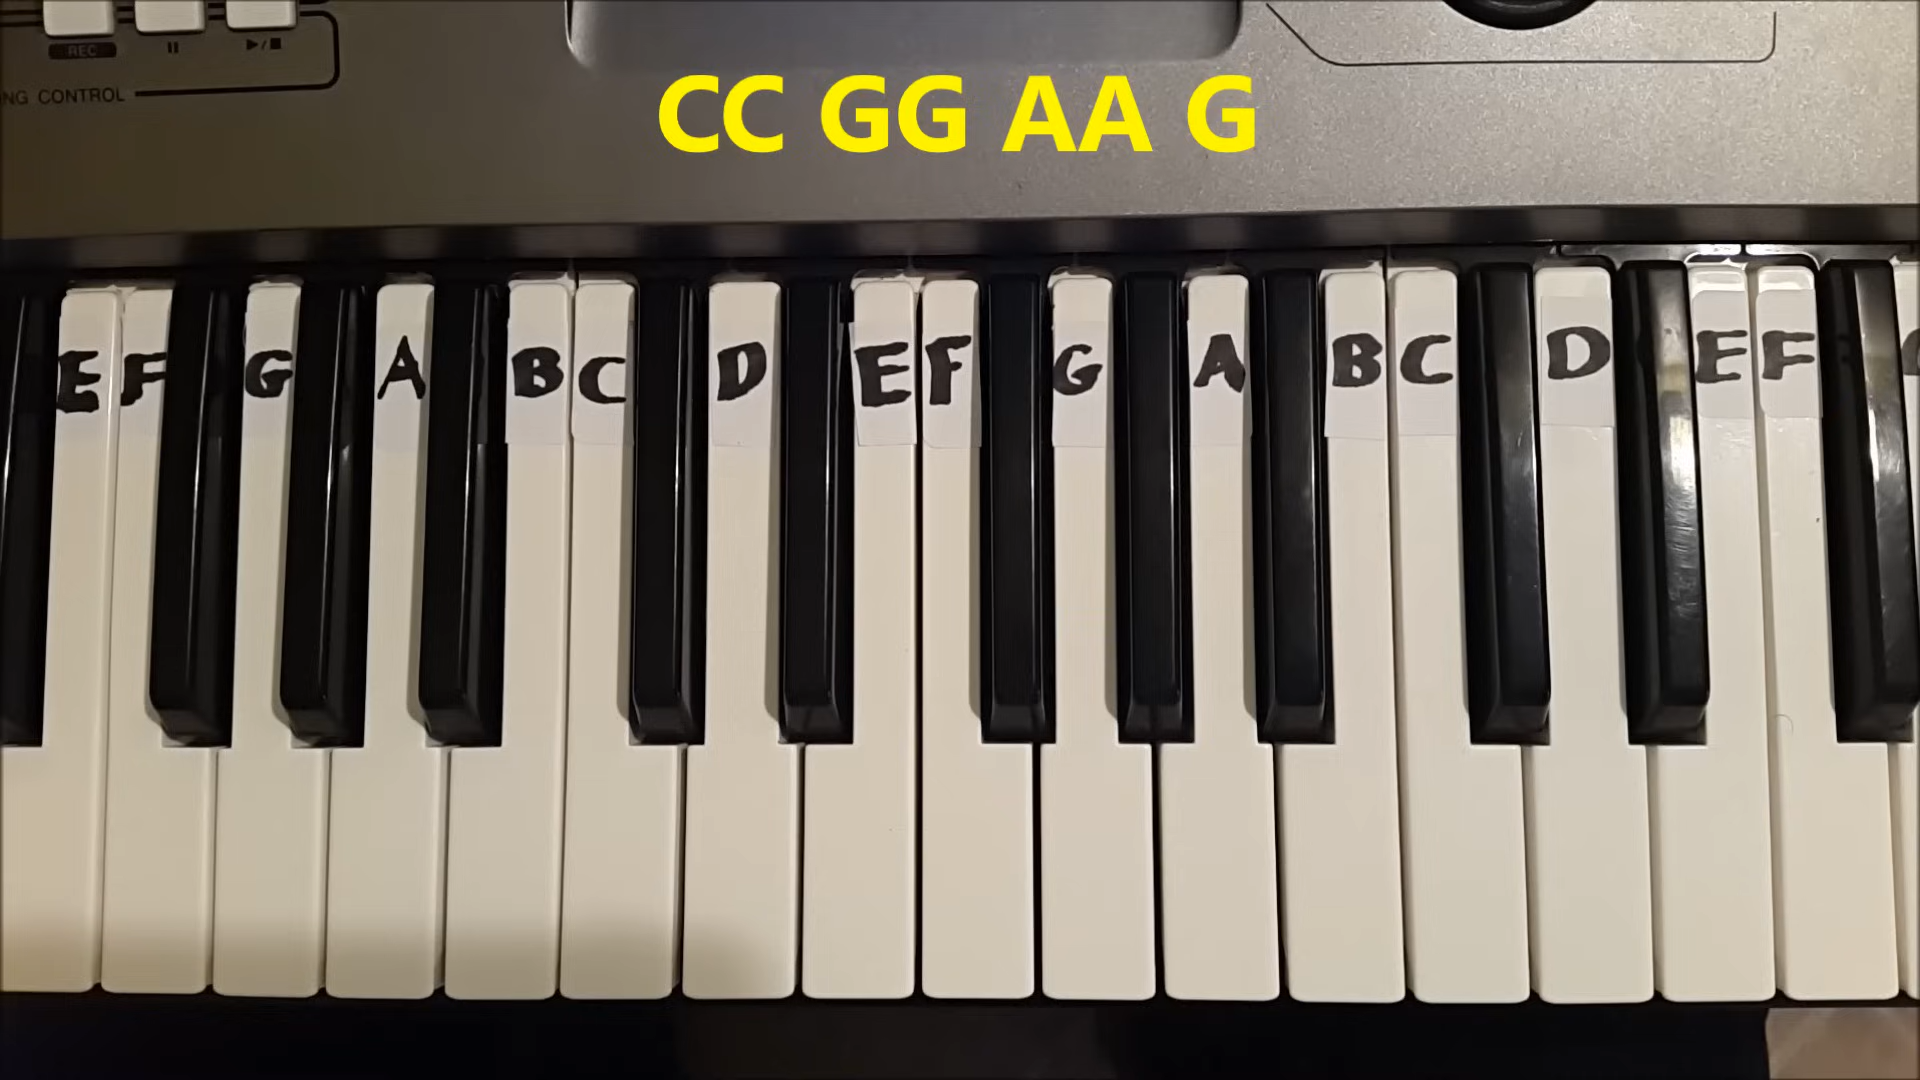 REC
NG CONTROL
CC GG AA G
E F G A B C D E F G A B C D E F